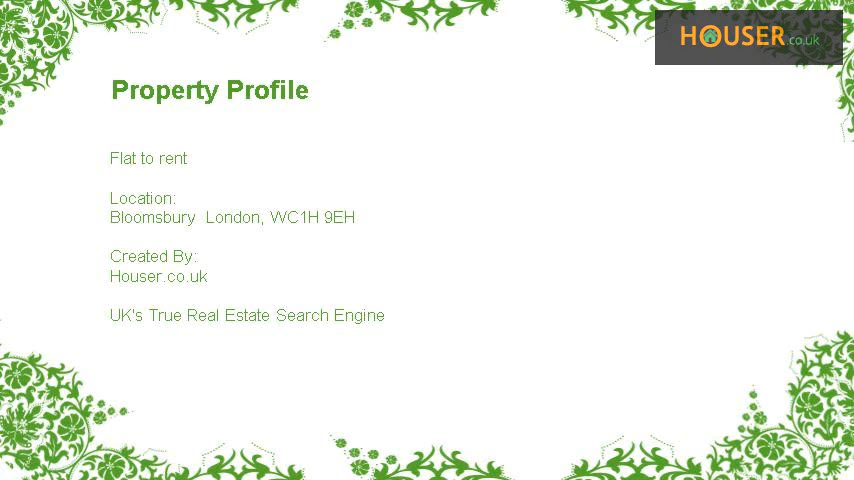 HOUSER.co.uk
Property Profile
Flat to rent
Location:
Bloomsbury  London, WC1H 9EH
Created By:
Houser.co.uk
UK's True Real Estate Search Engine